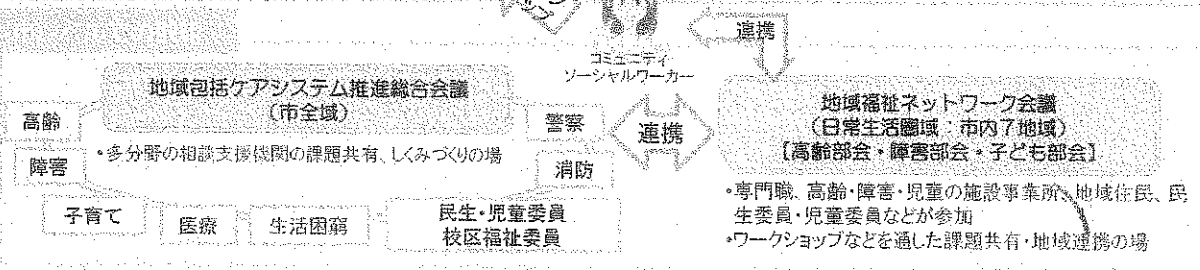 連携
コミュニティ
ソーシャルワーカー
地域包括ケアシステム推進総合会議
(市全域)
高齢
警察
・多分野の相談支援機関の課題共有、しくみづくりの場
障害
消防
子育て
医療
生活困窮
民生・児童委員
校区福祉委員
連携
地域福祉ネットワーク会議
(日常生活圏域:市内7地域)
【高齢部会・障害部会・子ども部会】
・専門職、高齢・障害・児童の施設事業所、地域住民、民
生委員・児童委員などが参加
・ワークショップなどを通した課題共有・地域連携の場